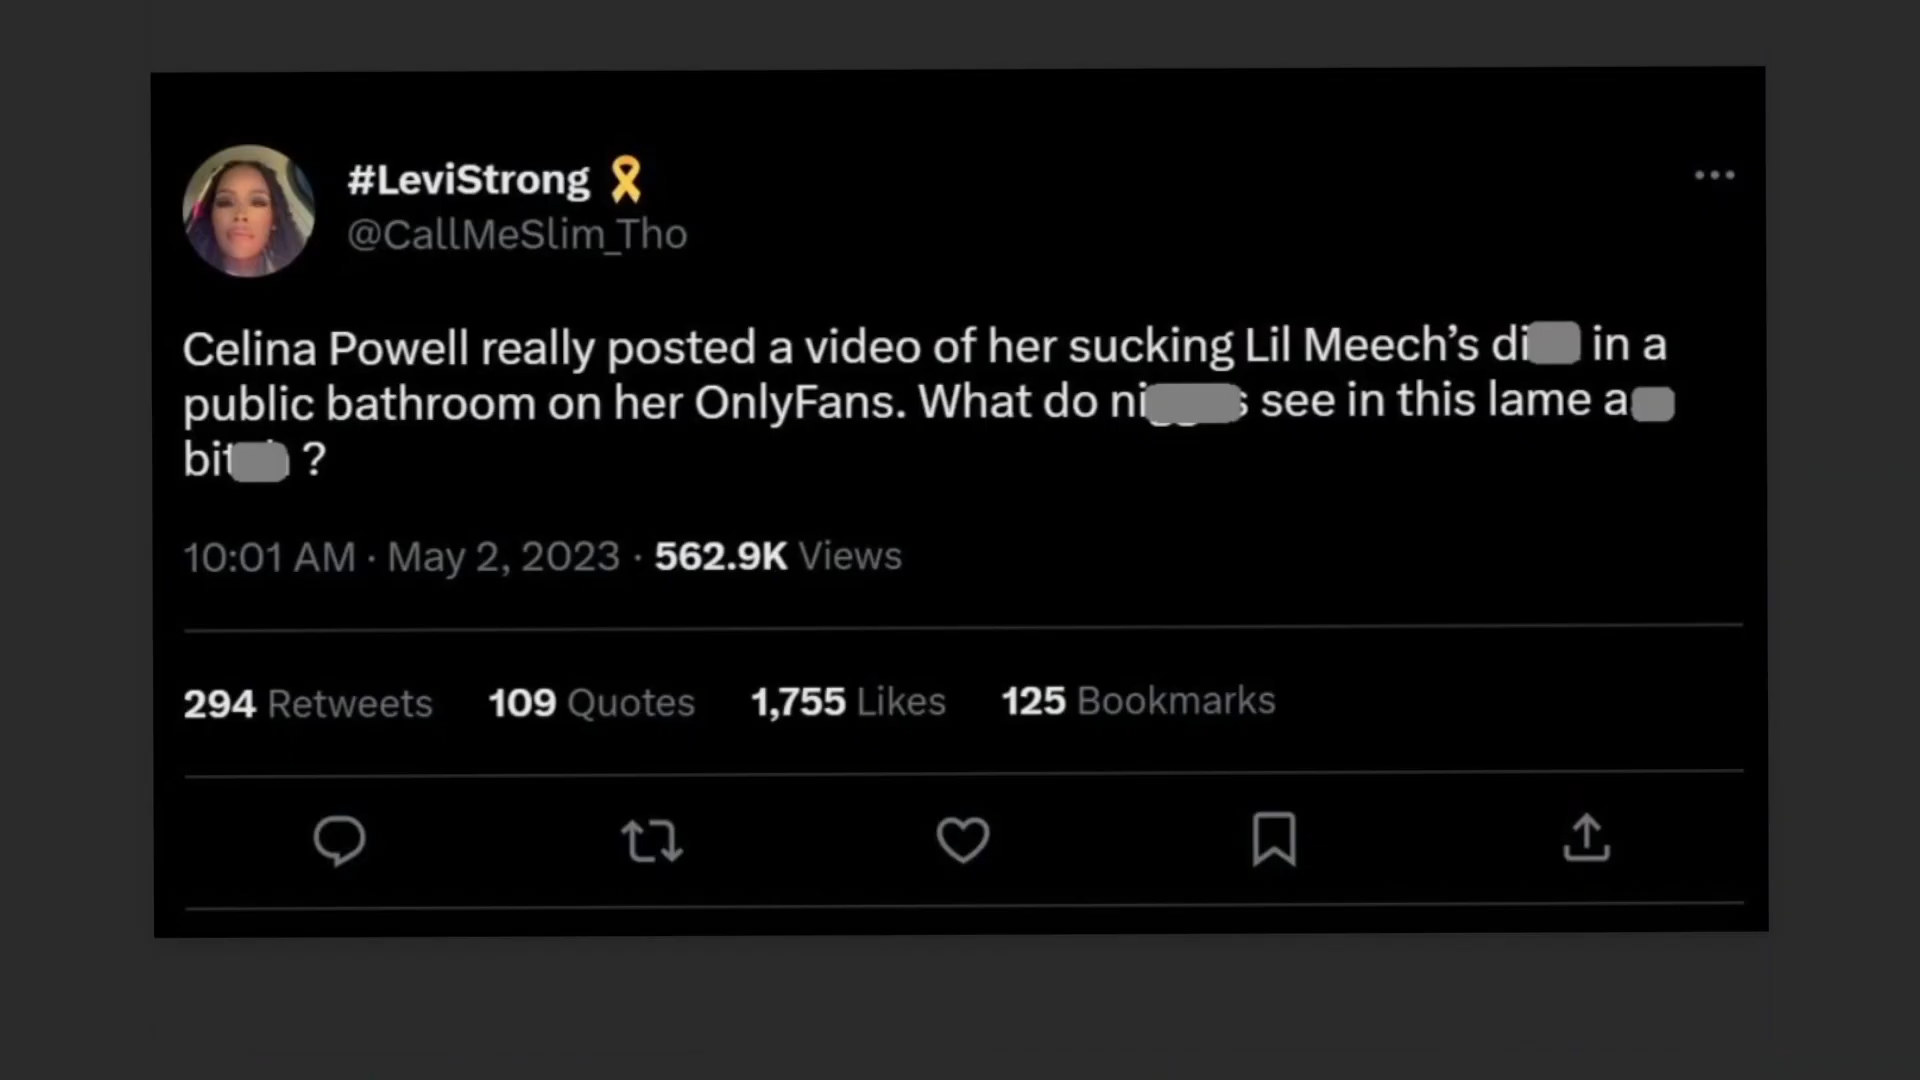 #LeviStrong 🎗
@CallMeSlim_Tho
Celina Powell really posted a video of her sucking Lil Meech’s di in a
public bathroom on her OnlyFans. What do ni s see in this lame a
bit ?
10:01 AM · May 2, 2023 · 562.9K Views
294 Retweets 109 Quotes 1,755 Likes 125 Bookmarks